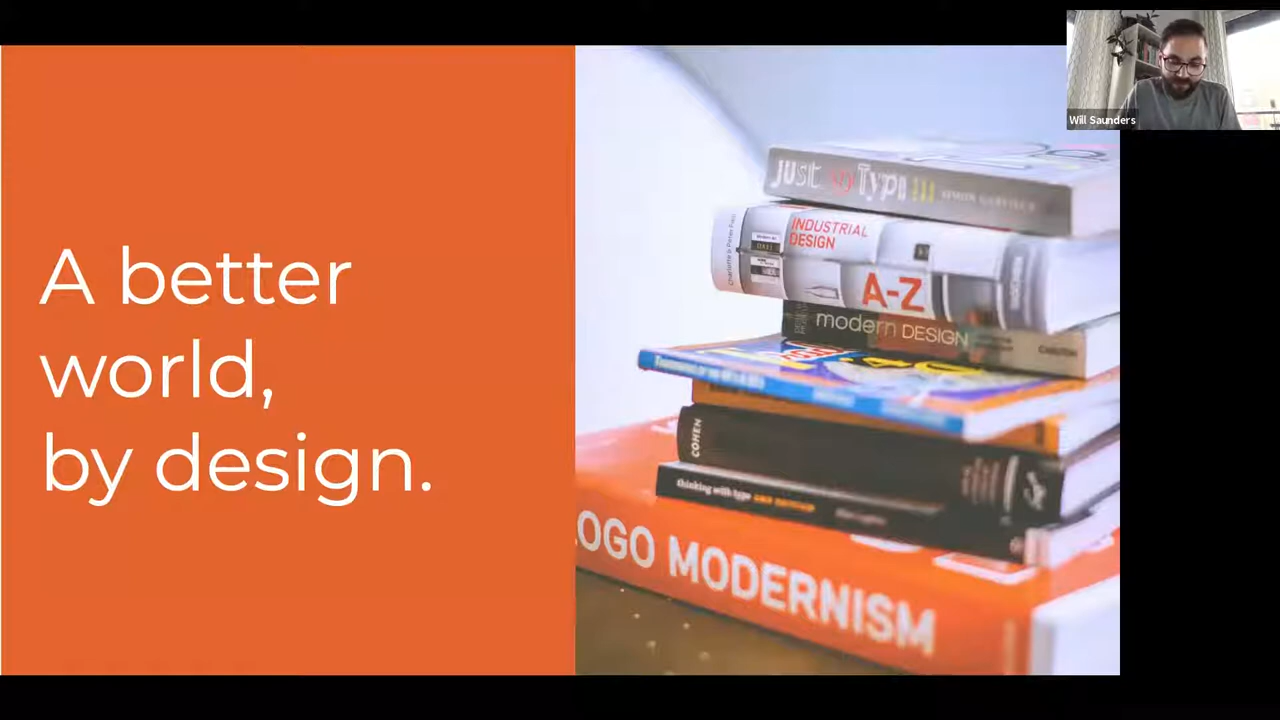 A better
world,
by design.
Will Saunders
Just my Type
SIMON GARFIELD
INDUSTRIAL
DESIGN
A-Z
modern DESIGN
CARLTON
COHEN
thinking with type
LOGO MODERNISM